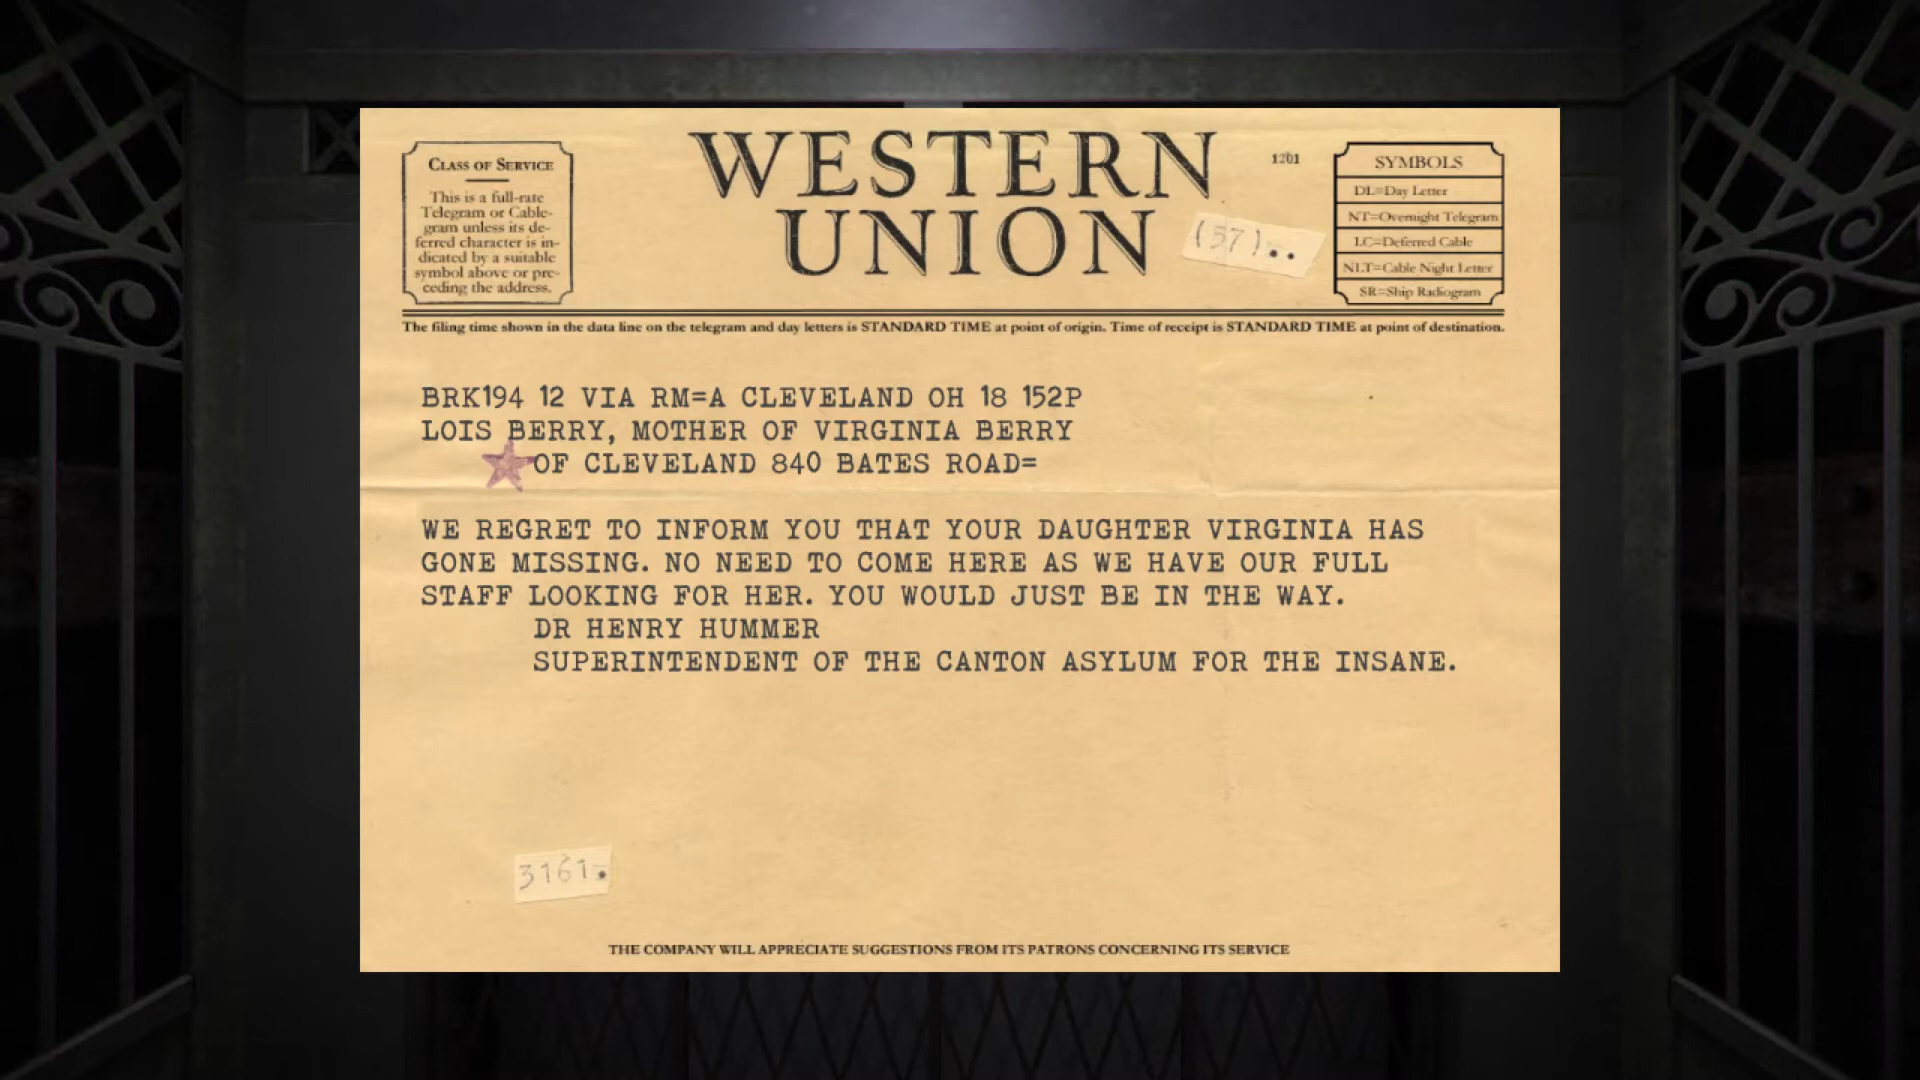 CLASS OF SERVICE
This is a full-rate
Telegram or Cable-
gram unless its de-
ferred character is in-
dicated by a suitable
symbol above or pre-
ceding the address.
WESTERN
UNION
1201
(57)-..
SYMBOLS
DL=Day Letter
NT=Overnight Telegram
LC=Deferred Cable
NLT=Cable Night Letter
SR=Ship Radiogram
The filing time shown in the data line on the telegram and day letters is STANDARD TIME at point of origin. Time of receipt is STANDARD TIME at point of destination.
BRK194 12 VIA RM=A CLEVELAND OH 18 152P
LOIS BERRY, MOTHER OF VIRGINIA BERRY
OF CLEVELAND 840 BATES ROAD=
WE REGRET TO INFORM YOU THAT YOUR DAUGHTER VIRGINIA HAS
GONE MISSING. NO NEED TO COME HERE AS WE HAVE OUR FULL
STAFF LOOKING FOR HER. YOU WOULD JUST BE IN THE WAY.
DR HENRY HUMMER
SUPERINTENDENT OF THE CANTON ASYLUM FOR THE INSANE.
3161-.
THE COMPANY WILL APPRECIATE SUGGESTIONS FROM ITS PATRONS CONCERNING ITS SERVICE